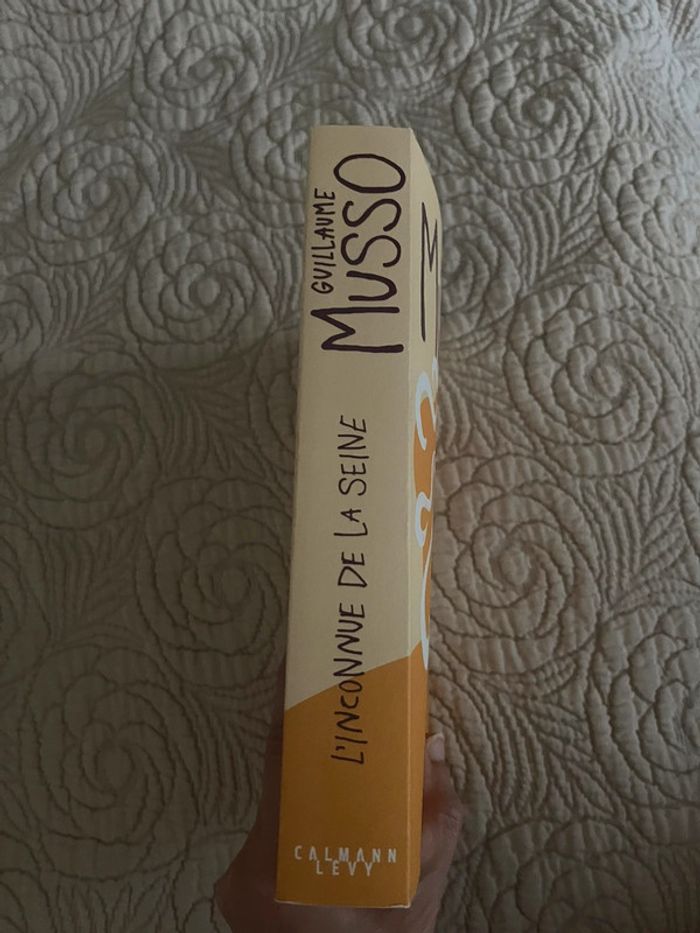 GUILLAUME
MUSSO
L'INCONNUE DE LA SEINE
CALMANN
LEVY
M